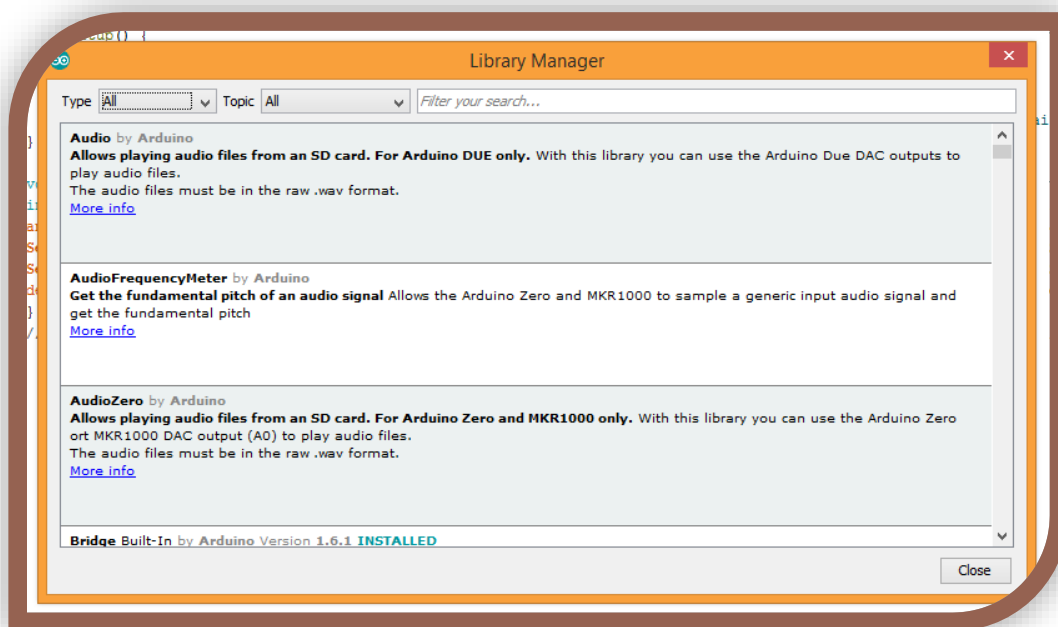 setup() {
Library Manager
Type All Topic All Filter your search...
Audio by Arduino
Allows playing audio files from an SD card. For Arduino DUE only. With this library you can use the Arduino Due DAC outputs to
play audio files.
The audio files must be in the raw .wav format.
More info
AudioFrequencyMeter by Arduino
Get the fundamental pitch of an audio signal Allows the Arduino Zero and MKR1000 to sample a generic input audio signal and
get the fundamental pitch
More info
AudioZero by Arduino
Allows playing audio files from an SD card. For Arduino Zero and MKR1000 only. With this library you can use the Arduino Zero
ort MKR1000 DAC output (A0) to play audio files.
The audio files must be in the raw .wav format.
More info
Bridge Built-In by Arduino Version 1.6.1 INSTALLED
Close